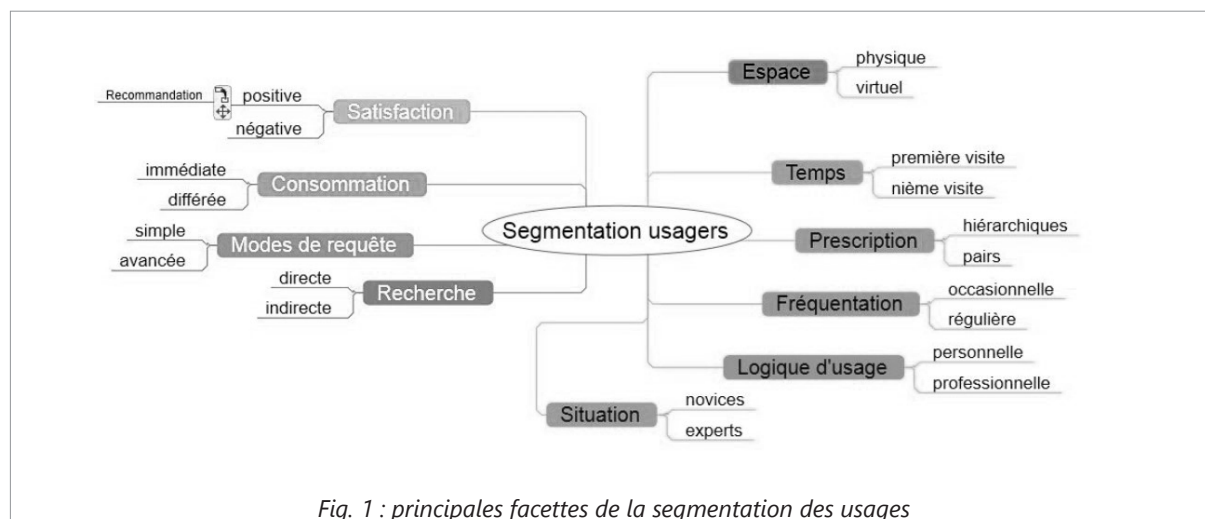 Recommandation
positive
négative
Satisfaction
immédiate
différée
Consommation
simple
avancée
Modes de requête
directe
indirecte
Recherche
Segmentation usagers
Espace
physique
virtuel
Temps
première visite
nième visite
Prescription
hiérarchiques
pairs
Fréquentation
occasionnelle
régulière
Logique d'usage
personnelle
professionnelle
Situation
novices
experts
Fig. 1 : principales facettes de la segmentation des usages